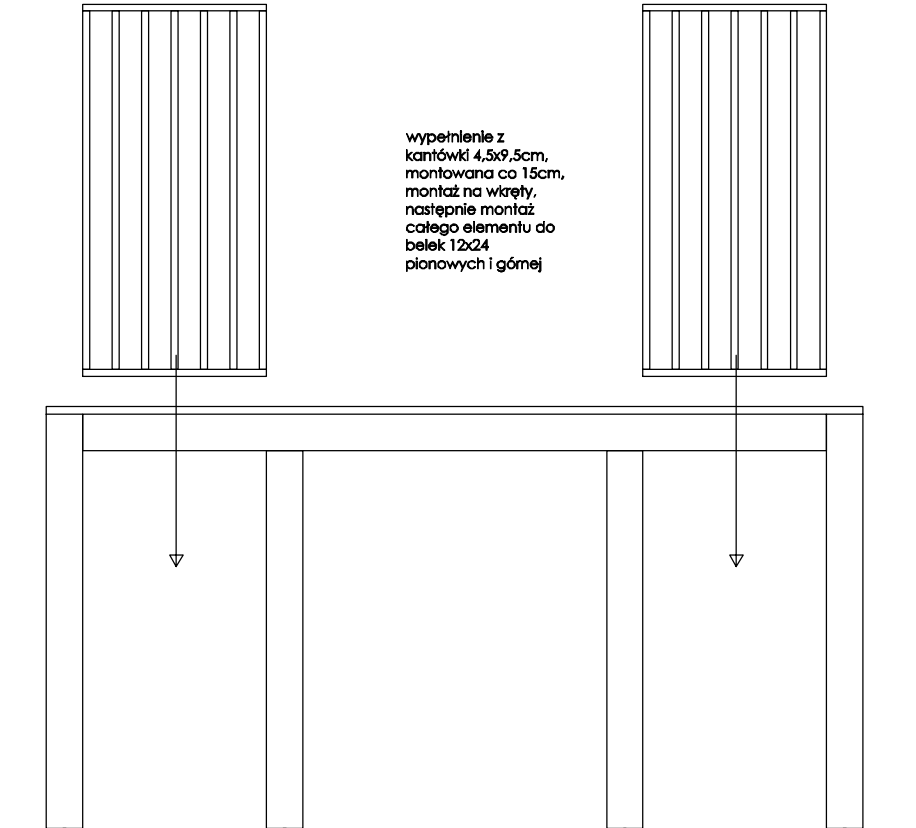 wypełnienie z
kantówki 4,5x9,5cm,
montowana co 15cm,
montaż na wkręty,
następnie montaż
całego elementu do
belek 12x24
pionowych i górnej